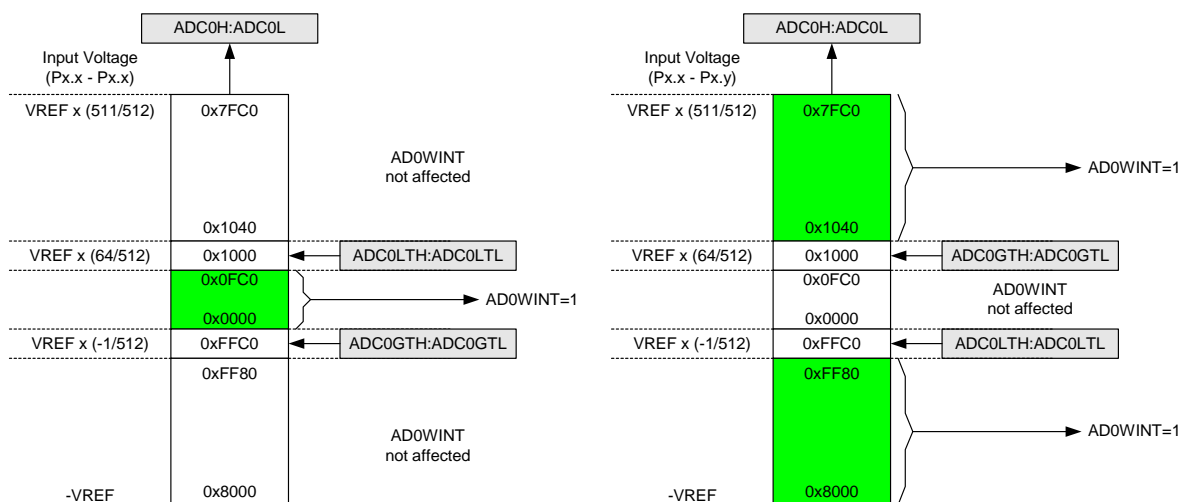 ADC0H:ADC0L
Input Voltage
(Px.x - Px.x)
VREF x (511/512)
0x7FC0
AD0WINT
not affected
0x1040
VREF x (64/512)
0x1000
ADC0LTH:ADC0LTL
0x0FC0
AD0WINT=1
0x0000
VREF x (-1/512)
0xFFC0
ADC0GTH:ADC0GTL
0xFF80
AD0WINT
not affected
-VREF
0x8000
ADC0H:ADC0L
Input Voltage
(Px.x - Px.y)
VREF x (511/512)
0x7FC0
AD0WINT=1
0x1040
VREF x (64/512)
0x1000
ADC0GTH:ADC0GTL
0x0FC0
AD0WINT
not affected
0x0000
VREF x (-1/512)
0xFFC0
ADC0LTH:ADC0LTL
0xFF80
AD0WINT=1
-VREF
0x8000